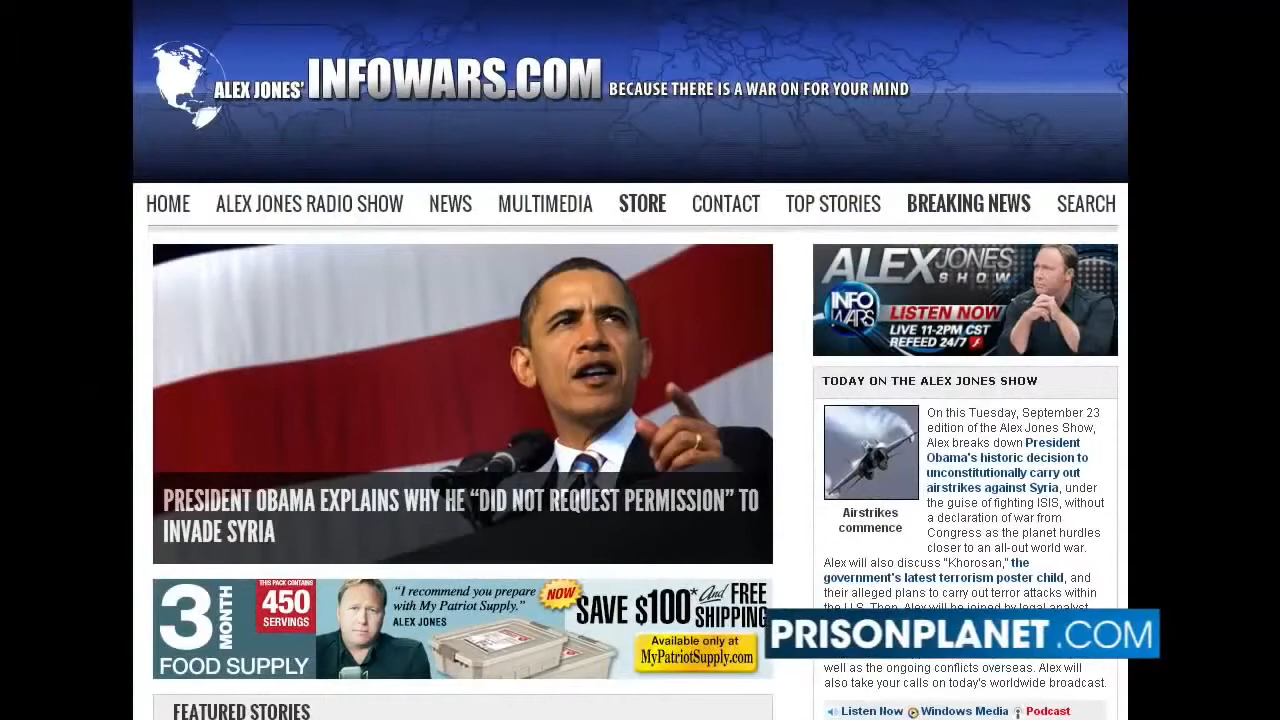 ALEX JONES' INFOWARS.COM BECAUSE THERE IS A WAR ON FOR YOUR MIND
HOME ALEX JONES RADIO SHOW NEWS MULTIMEDIA STORE CONTACT TOP STORIES BREAKING NEWS SEARCH
PRESIDENT OBAMA EXPLAINS WHY HE “DID NOT REQUEST PERMISSION” TO
INVADE SYRIA
3 MONTH
FOOD SUPPLY
THIS PACK CONTAINS
450
SERVINGS
“I recommend you prepare
with My Patriot Supply.”
ALEX JONES
NOW
SAVE $100* And FREE
SHIPPING
Available only at
MyPatriotSupply.com
FEATURED STORIES
ALEX JONES
SHOW
INFO
WARS
LISTEN NOW
LIVE 11-2PM CST
REFEED 24/7
TODAY ON THE ALEX JONES SHOW
Airstrikes
commence
On this Tuesday, September 23
edition of the Alex Jones Show,
Alex breaks down President
Obama's historic decision to
unconstitutionally carry out
airstrikes against Syria, under
the guise of fighting ISIS, without
a declaration of war from
Congress as the planet hurdles
closer to an all-out world war.
Alex will also discuss "Khorosan," the
government's latest terrorism poster child, and
their alleged plans to carry out terror attacks within
the U.S. Then, Alex will be joined by legal analyst
PRISONPLANET.COM
well as the ongoing conflicts overseas. Alex will
also take your calls on today's worldwide broadcast.
Listen Now Windows Media Podcast